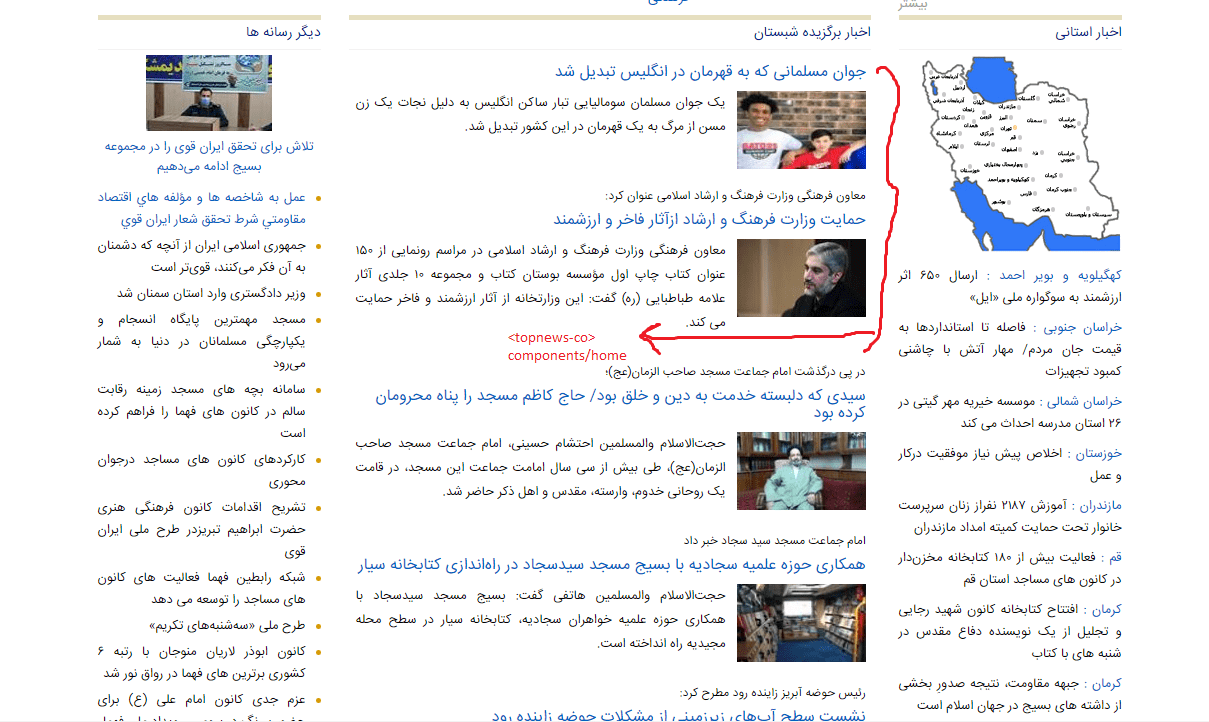 بیشتر
اخبار استانی
کهگیلویه و بویر احمد : ارسال ۶۵۰ اثر
ارزشمند به سوگواره ملی «ایل»
خراسان جنوبی : فاصله تا استانداردها به
قیمت جان مردم/ مهار آتش با چاشنی
کمبود تجهیزات
خراسان شمالی : موسسه خیریه مهر گیتی در
۲۶ استان مدرسه احداث می کند
خوزستان : اخلاص پیش نیاز موفقیت درکار
و عمل
مازندران : آموزش ۲۱۸۷ نفراز زنان سرپرست
خانوار تحت حمایت کمیته امداد مازندران
قم : فعالیت بیش از ۱۸۰ کتابخانه مخزن‌دار
در کانون های مساجد استان قم
کرمان : افتتاح کتابخانه کانون شهید رجایی
و تجلیل از یک نویسنده دفاع مقدس در
شنبه های با کتاب
کرمان : جبهه مقاومت، نتیجه صدورِ بخشی
از داشته های بسیج در جهان اسلام است
اخبار برگزیده شبستان
جوان مسلمانی که به قهرمان در انگلیس تبدیل شد
یک جوان مسلمان سومالیایی تبار ساکن انگلیس به دلیل نجات یک زن
مسن از مرگ به یک قهرمان در این کشور تبدیل شد.
معاون فرهنگی وزارت فرهنگ و ارشاد اسلامی عنوان کرد:
حمایت وزارت فرهنگ و ارشاد ازآثار فاخر و ارزشمند
معاون فرهنگی وزارت فرهنگ و ارشاد اسلامی در مراسم رونمایی از ۱۵۰
عنوان کتاب چاپ اول مؤسسه بوستان کتاب و مجموعه ۱۰ جلدی آثار
علامه طباطبایی (ره) گفت: این وزارتخانه از آثار ارزشمند و فاخر حمایت
می کند.
<topnews-co>
components/home
در پی درگذشت امام جماعت مسجد صاحب الزمان(عج)؛
سیدی که دلبسته خدمت به دین و خلق بود/ حاج کاظم مسجد را پناه محرومان
کرده بود
حجت‌الاسلام والمسلمین احتشام حسینی، امام جماعت مسجد صاحب
الزمان(عج)، طی بیش از سی سال امامت جماعت این مسجد، در قامت
یک روحانی خدوم، وارسته، مقدس و اهل ذکر حاضر شد.
امام جماعت مسجد سید سجاد خبر داد
همکاری حوزه علمیه سجادیه با بسیج مسجد سیدسجاد در راه‌اندازی کتابخانه سیار
حجت‌الاسلام والمسلمین هاتفی گفت: بسیج مسجد سیدسجاد با
همکاری حوزه علمیه خواهران سجادیه، کتابخانه سیار در سطح محله
مجیدیه راه انداخته است.
رئیس حوضه آبریز زاینده رود مطرح کرد:
نشست سطح آب‌های زیرزمینی از مشکلات حوضه زاینده رود
دیگر رسانه ها
تلاش برای تحقق ایران قوی را در مجموعه
بسیج ادامه می‌دهیم
عمل به شاخصه ها و مؤلفه هاي اقتصاد
مقاومتي شرط تحقق شعار ایران قوي
جمهوری اسلامی ایران از آنچه که دشمنان
به آن فکر می‌کنند، قوی‌تر است
وزیر دادگستری وارد استان سمنان شد
مسجد مهمترین پایگاه انسجام و
یکپارچگی مسلمانان در دنیا به شمار
می‌رود
سامانه بچه های مسجد زمینه رقابت
سالم در کانون های فهما را فراهم کرده
است
کارکردهای کانون های مساجد درجوان
محوری
تشریح اقدامات کانون فرهنگی هنری
حضرت ابراهیم تبریزدر طرح ملی ایران
قوی
شبکه رابطین فهما فعالیت های کانون
های مساجد را توسعه می دهد
طرح ملی «سه‌شنبه‌های تکریم»
کانون ابوذر لاریان منوجان با رتبه ۶
کشوری برترین های فهما در رواق نور شد
عزم جدی کانون امام علی (ع) برای